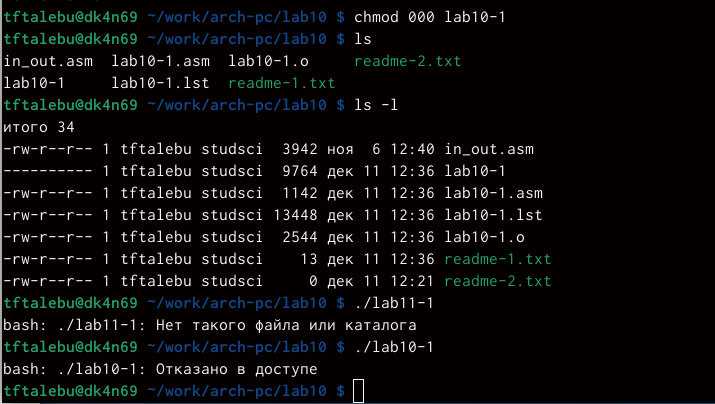 tftalebu@dk4n69 ~/work/arch-pc/lab10 $ chmod 000 lab10-1
tftalebu@dk4n69 ~/work/arch-pc/lab10 $ ls
in_out.asm  lab10-1.asm  lab10-1.o     readme-2.txt
lab10-1     lab10-1.lst  readme-1.txt
tftalebu@dk4n69 ~/work/arch-pc/lab10 $ ls -l
итого 34
-rw-r--r-- 1 tftalebu studsci  3942 ноя  6 12:40 in_out.asm
---------- 1 tftalebu studsci  9764 дек 11 12:36 lab10-1
-rw-r--r-- 1 tftalebu studsci  1142 дек 11 12:36 lab10-1.asm
-rw-r--r-- 1 tftalebu studsci 13448 дек 11 12:36 lab10-1.lst
-rw-r--r-- 1 tftalebu studsci  2544 дек 11 12:36 lab10-1.o
-rw-r--r-- 1 tftalebu studsci    13 дек 11 12:36 readme-1.txt
-rw-r--r-- 1 tftalebu studsci     0 дек 11 12:21 readme-2.txt
tftalebu@dk4n69 ~/work/arch-pc/lab10 $ ./lab11-1
bash: ./lab11-1: Нет такого файла или каталога
tftalebu@dk4n69 ~/work/arch-pc/lab10 $ ./lab10-1
bash: ./lab10-1: Отказано в доступе
tftalebu@dk4n69 ~/work/arch-pc/lab10 $